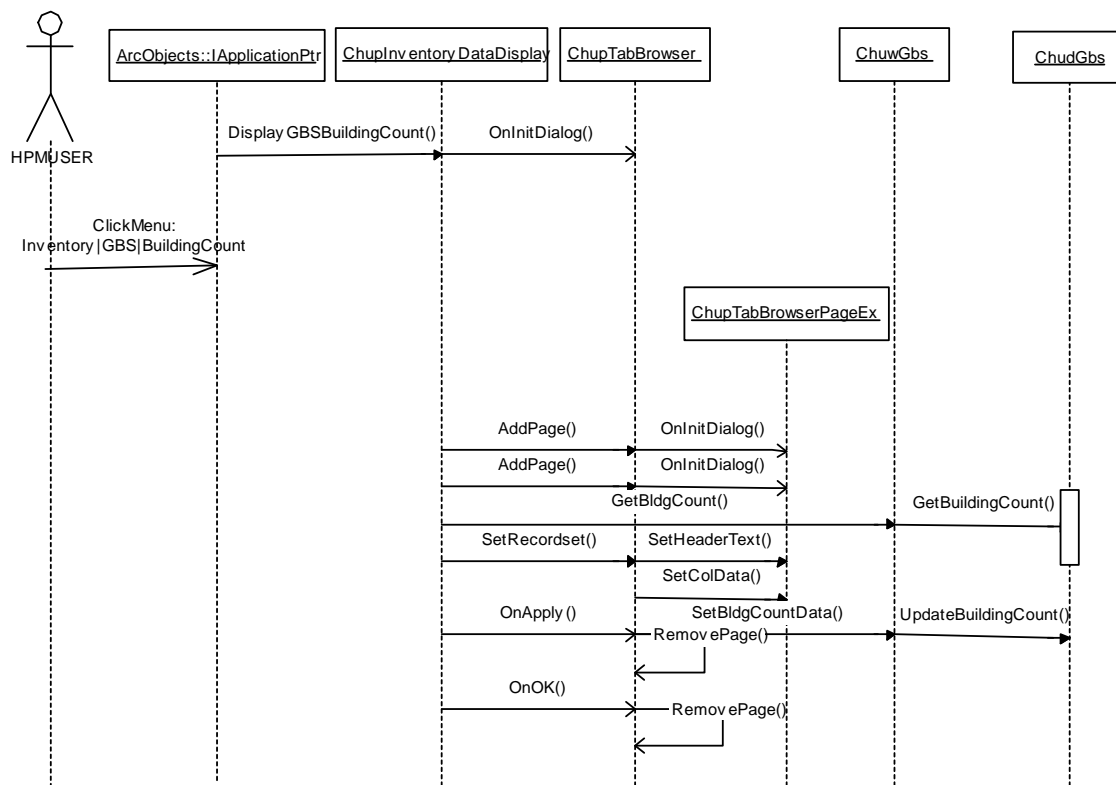 ArcObjects::IApplicationPtr
ChupInventoryDataDisplay
ChupTabBrowser
ChuwGbs
ChudGbs
HPMUSER
DisplayGBSBuildingCount()
OnInitDialog()
ClickMenu:
Inventory|GBS|BuildingCount
ChupTabBrowserPageEx
AddPage()
OnInitDialog()
AddPage()
OnInitDialog()
GetBldgCount()
GetBuildingCount()
SetRecordset()
SetHeaderText()
SetColData()
OnApply()
SetBldgCountData()
UpdateBuildingCount()
RemovePage()
OnOK()
RemovePage()